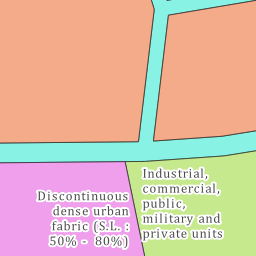 Discontinuous
dense urban
fabric (S.L. :
50% - 80%)
Industrial,
commercial,
public,
military and
private units